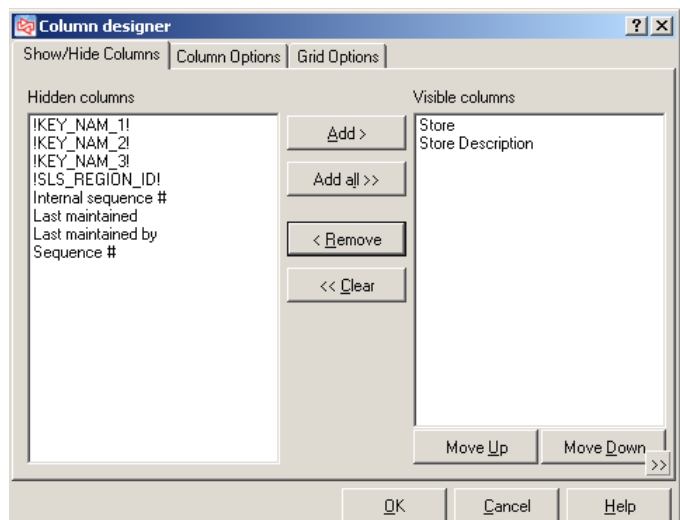 Column designer
Show/Hide Columns
Column Options
Grid Options
Hidden columns
Visible columns
!KEY_NAM_1!
!KEY_NAM_2!
!KEY_NAM_3!
!SLS_REGION_ID!
Internal sequence #
Last maintained
Last maintained by
Sequence #
Add >
Add all >>
< Remove
<< Clear
Store
Store Description
Move Up
Move Down
>>
OK
Cancel
Help